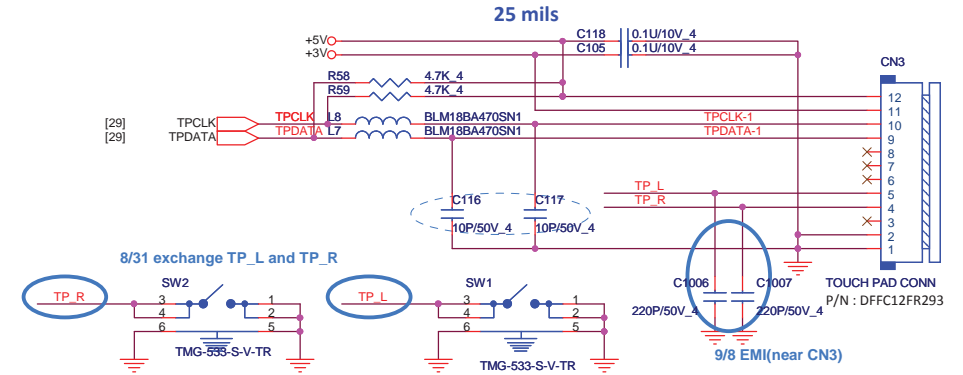 25 mils
+5V
+3V
C118 0.1U/10V_4
C105 0.1U/10V_4
CN3
R58 4.7K_4
R59 4.7K_4
12
11
10
9
8
7
6
5
4
3
2
1
[29] TPCLK TPCLK L8 BLM18BA470SN1 TPCLK-1
[29] TPDATA TPDATA L7 BLM18BA470SN1 TPDATA-1
TP_L
TP_R
C116 C117
10P/50V_4 10P/50V_4
8/31 exchange TP_L and TP_R
TP_R SW2 TP_L SW1
3 1 3 1
4 2 4 2
6 5 6 5
TMG-533-S-V-TR TMG-533-S-V-TR
C1006 C1007
220P/50V_4 220P/50V_4
TOUCH PAD CONN
P/N : DFFC12FR293
9/8 EMI(near CN3)